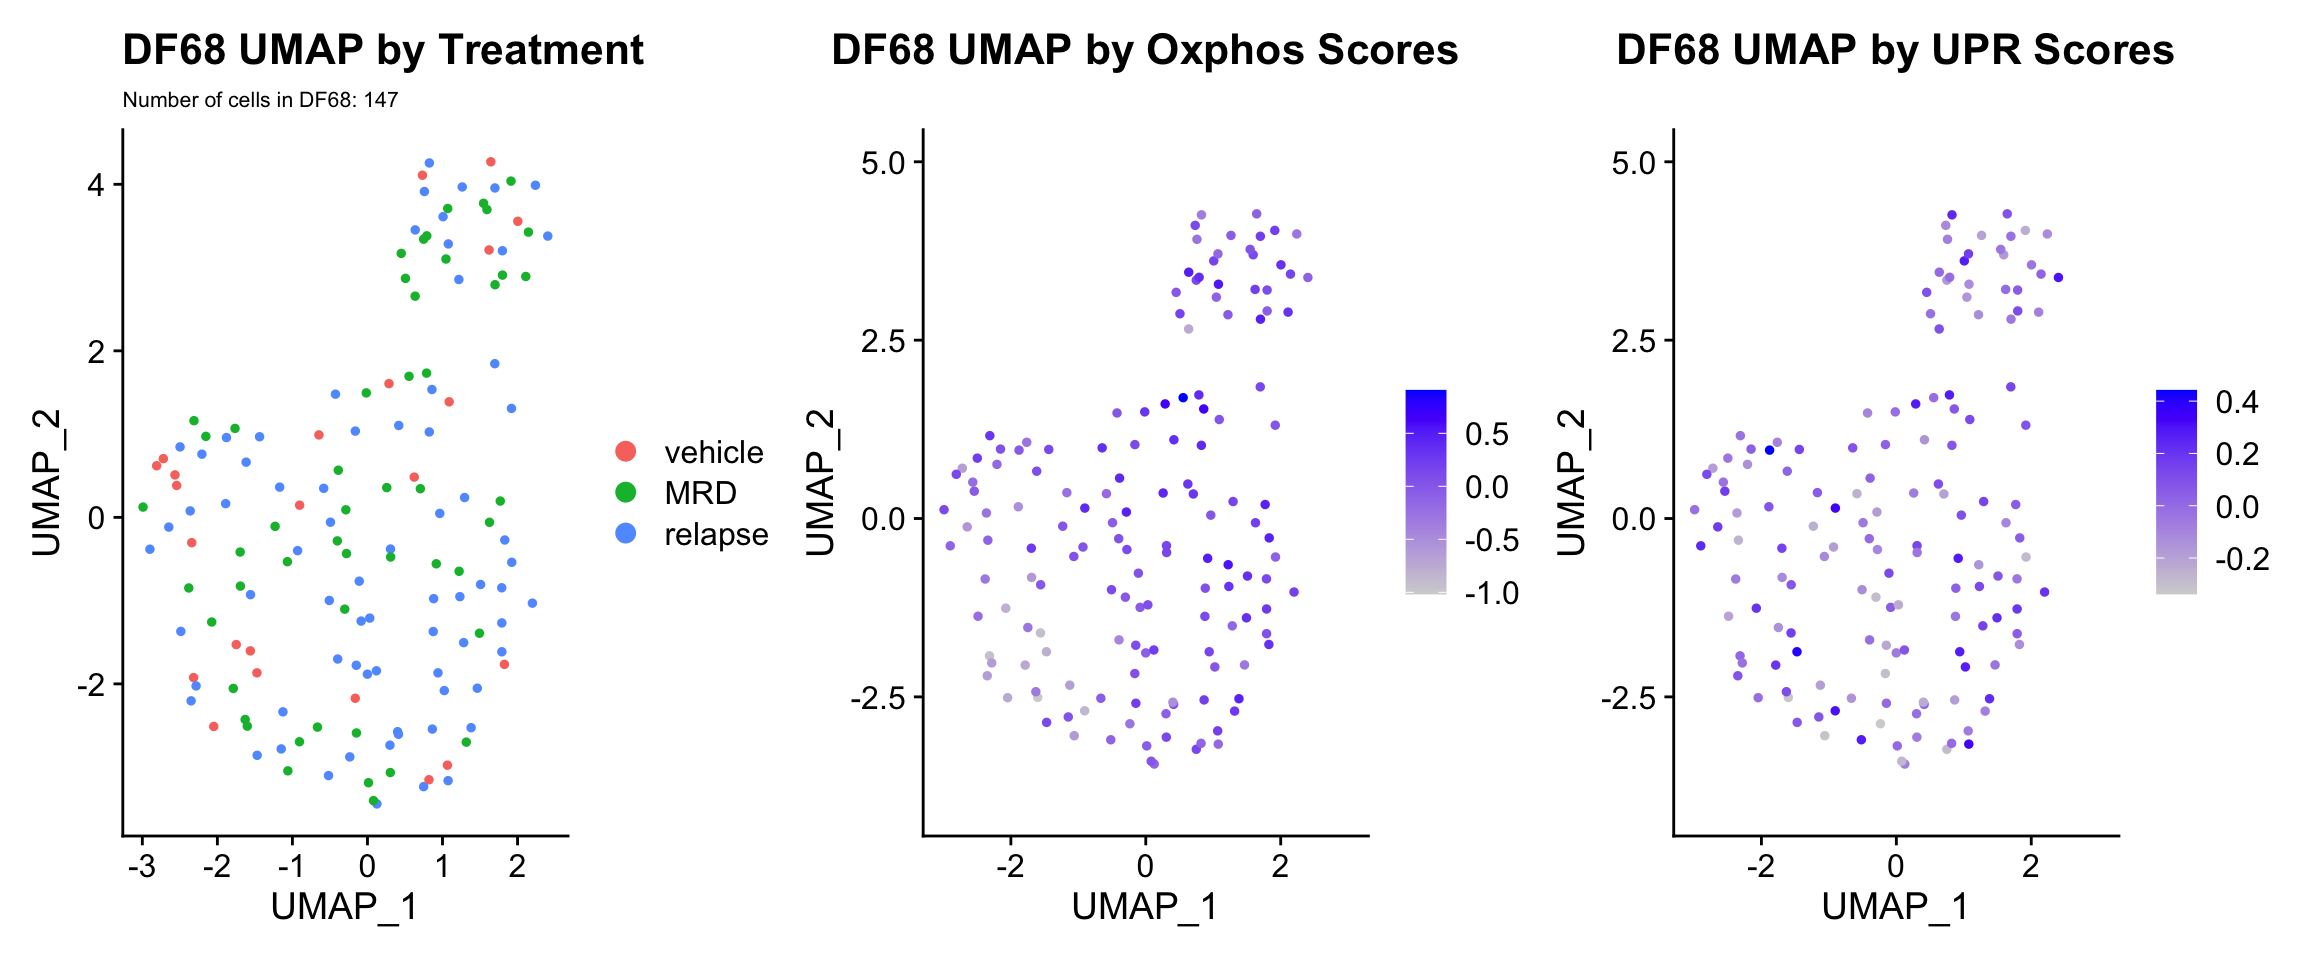 DF68 UMAP by Treatment
Number of cells in DF68: 147
4
2
0
-2
-3 -2 -1 0 1 2
UMAP_1
UMAP_2
vehicle
MRD
relapse
DF68 UMAP by Oxphos Scores
5.0
2.5
0.0
-2.5
-2 0 2
UMAP_1
UMAP_2
0.5
0.0
-0.5
-1.0
DF68 UMAP by UPR Scores
5.0
2.5
0.0
-2.5
-2 0 2
UMAP_1
UMAP_2
0.4
0.2
0.0
-0.2